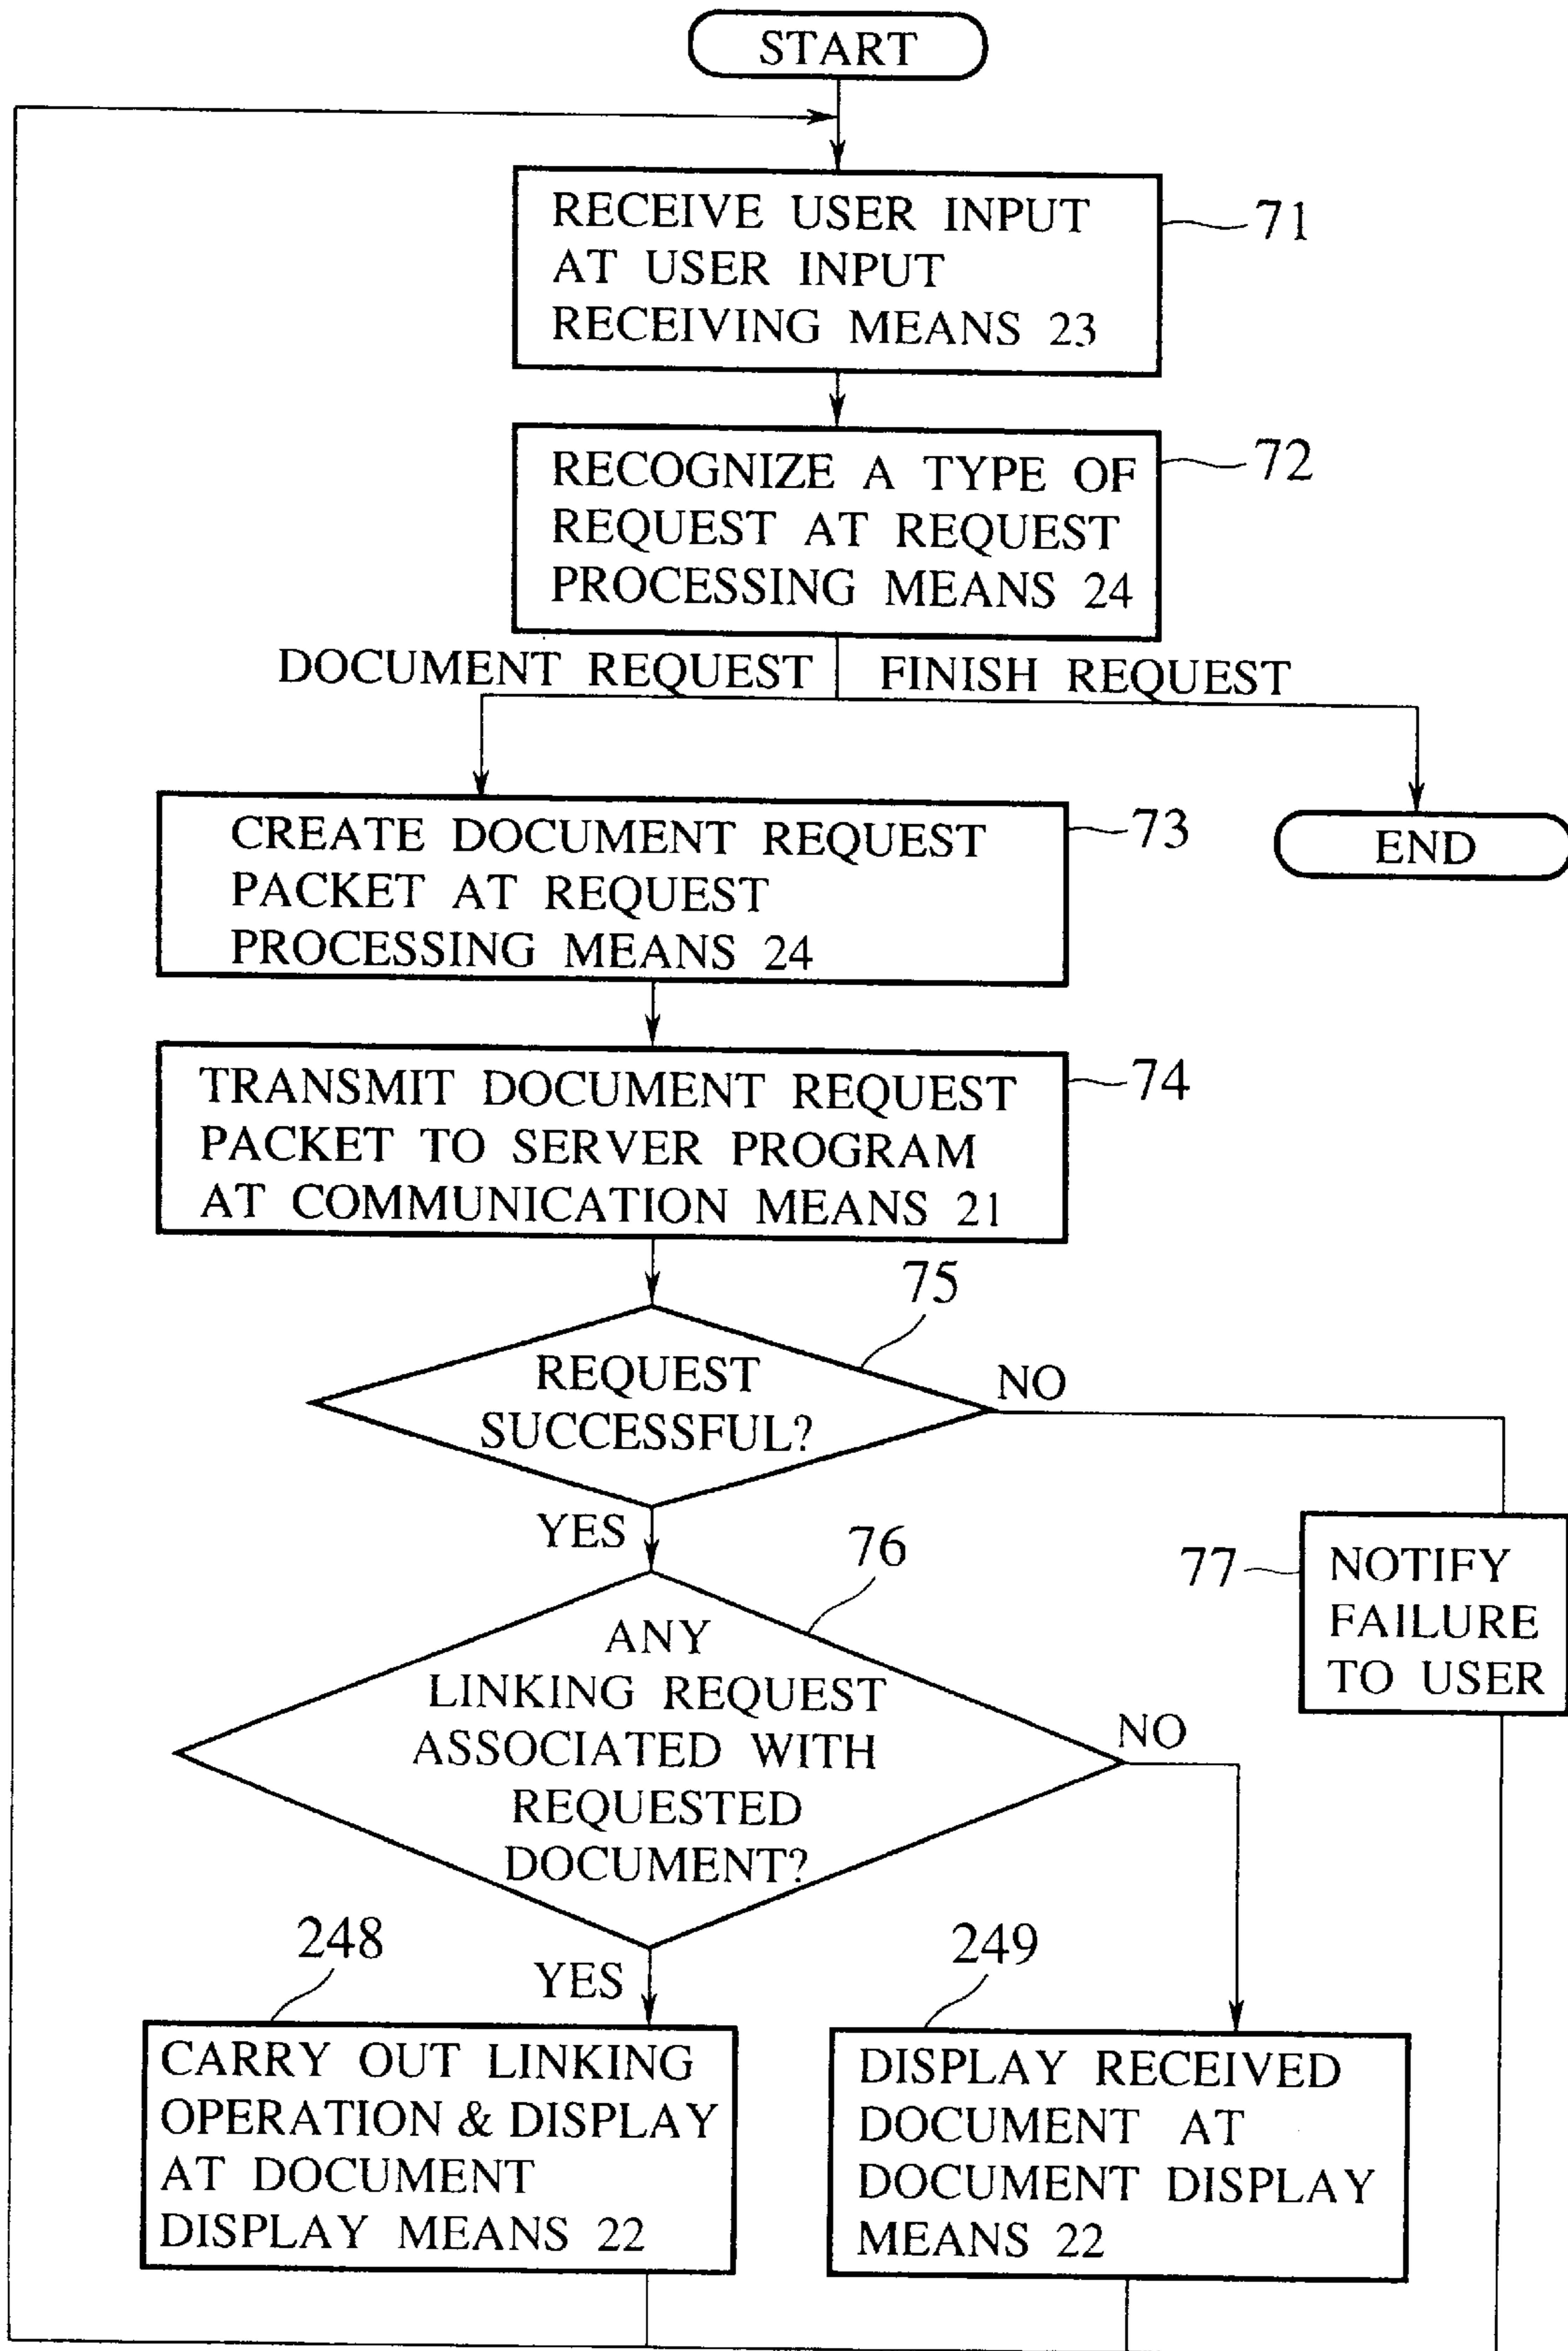 START
RECEIVE USER INPUT
AT USER INPUT
RECEIVING MEANS 23
71
RECOGNIZE A TYPE OF
REQUEST AT REQUEST
PROCESSING MEANS 24
72
DOCUMENT REQUEST
FINISH REQUEST
CREATE DOCUMENT REQUEST
PACKET AT REQUEST
PROCESSING MEANS 24
73
END
TRANSMIT DOCUMENT REQUEST
PACKET TO SERVER PROGRAM
AT COMMUNICATION MEANS 21
74
75
REQUEST
SUCCESSFUL?
NO
YES
76
77
NOTIFY
FAILURE
TO USER
ANY
LINKING REQUEST
ASSOCIATED WITH
REQUESTED
DOCUMENT?
NO
YES
248
249
CARRY OUT LINKING
OPERATION & DISPLAY
AT DOCUMENT
DISPLAY MEANS 22
DISPLAY RECEIVED
DOCUMENT AT
DOCUMENT DISPLAY
MEANS 22